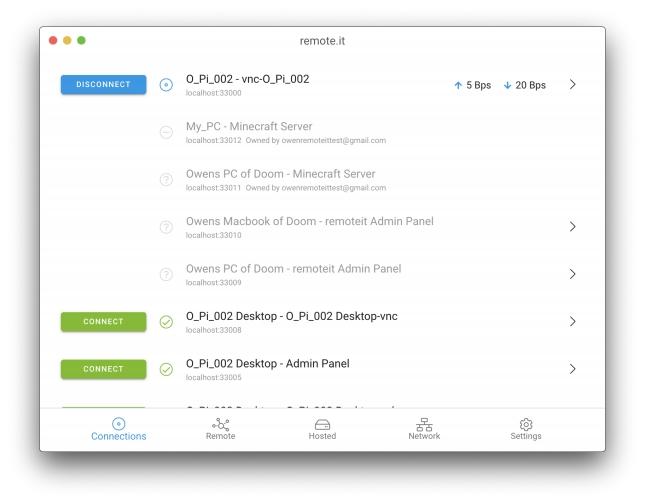 remote.it
DISCONNECT
O_Pi_002 - vnc-O_Pi_002
localhost:33000
5 Bps
20 Bps
My_PC - Minecraft Server
localhost:33012 Owned by owenremoteittest@gmail.com
Owens PC of Doom - Minecraft Server
localhost:33011 Owned by owenremoteittest@gmail.com
Owens Macbook of Doom - remoteit Admin Panel
localhost:33010
Owens PC of Doom - remoteit Admin Panel
localhost:33009
CONNECT
O_Pi_002 Desktop - O_Pi_002 Desktop-vnc
localhost:33008
CONNECT
O_Pi_002 Desktop - Admin Panel
localhost:33005
Connections
Remote
Hosted
Network
Settings